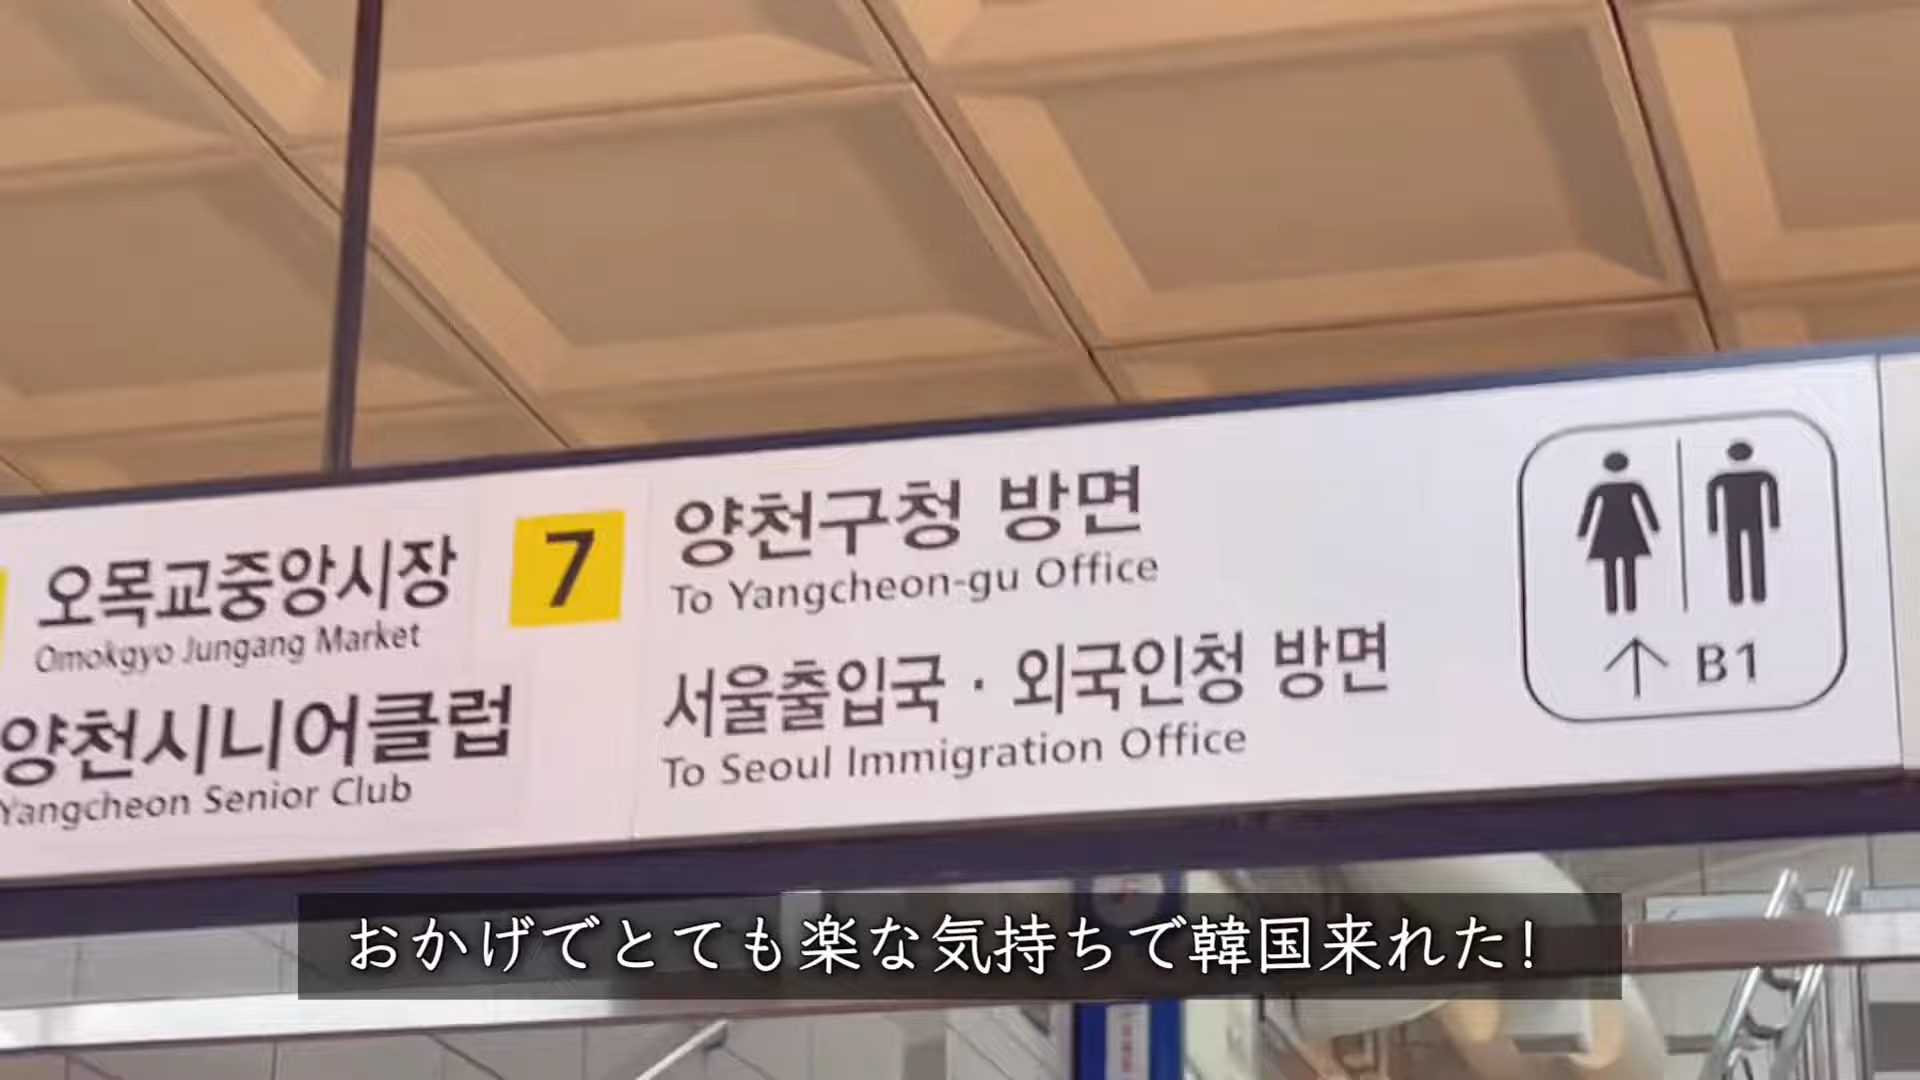 오목교중앙시장
Omokgyo Jungang Market
양천시니어클럽
Yangcheon Senior Club
7
양천구청 방면
To Yangcheon-gu Office
서울출입국 · 외국인청 방면
To Seoul Immigration Office
↑ B1
おかげでとても楽な気持ちで韓国来れた!